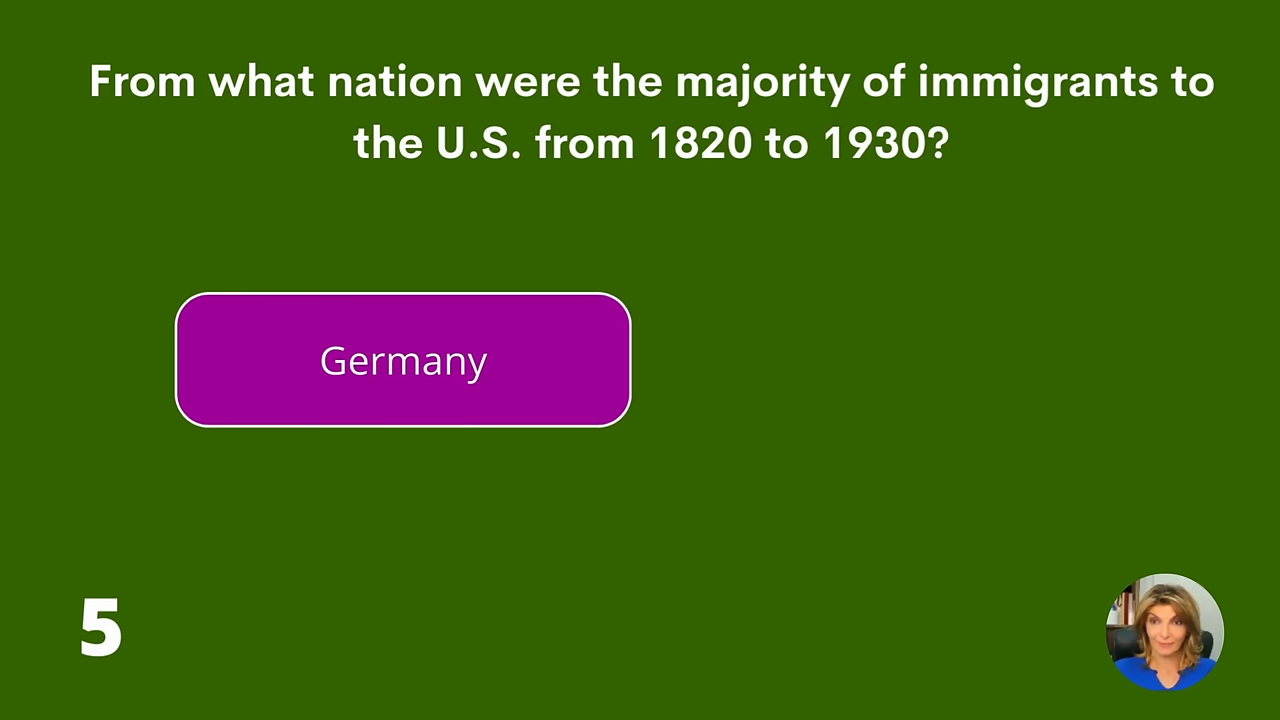 From what nation were the majority of immigrants to
the U.S. from 1820 to 1930?
Germany
5